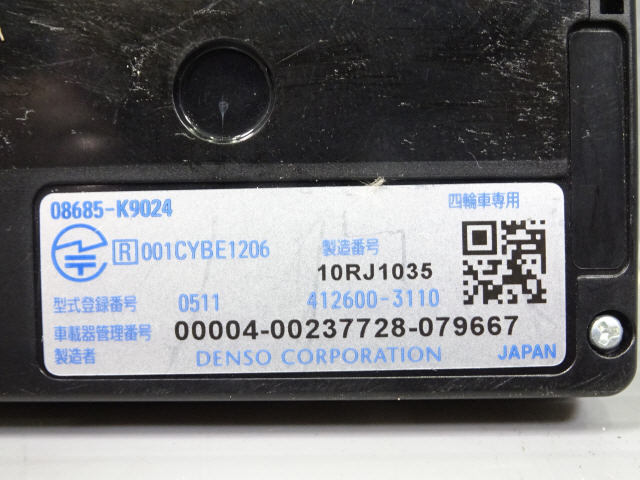 08685-K9024 四輪車専用
R 001CYBE1206 製造番号
10RJ1035
型式登録番号 0511 412600-3110
車載器管理番号 00004-00237728-079667
製造者 DENSO CORPORATION JAPAN